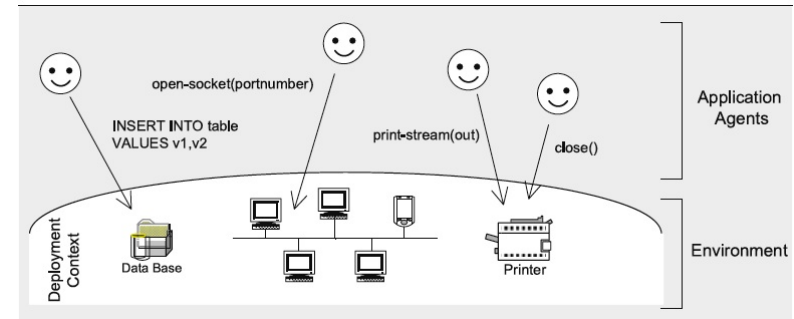 open-socket(portnumber)
INSERT INTO table
VALUES v1,v2
print-stream(out)
close()
Application
Agents
Deployment
Context
Data Base
Printer
Environment